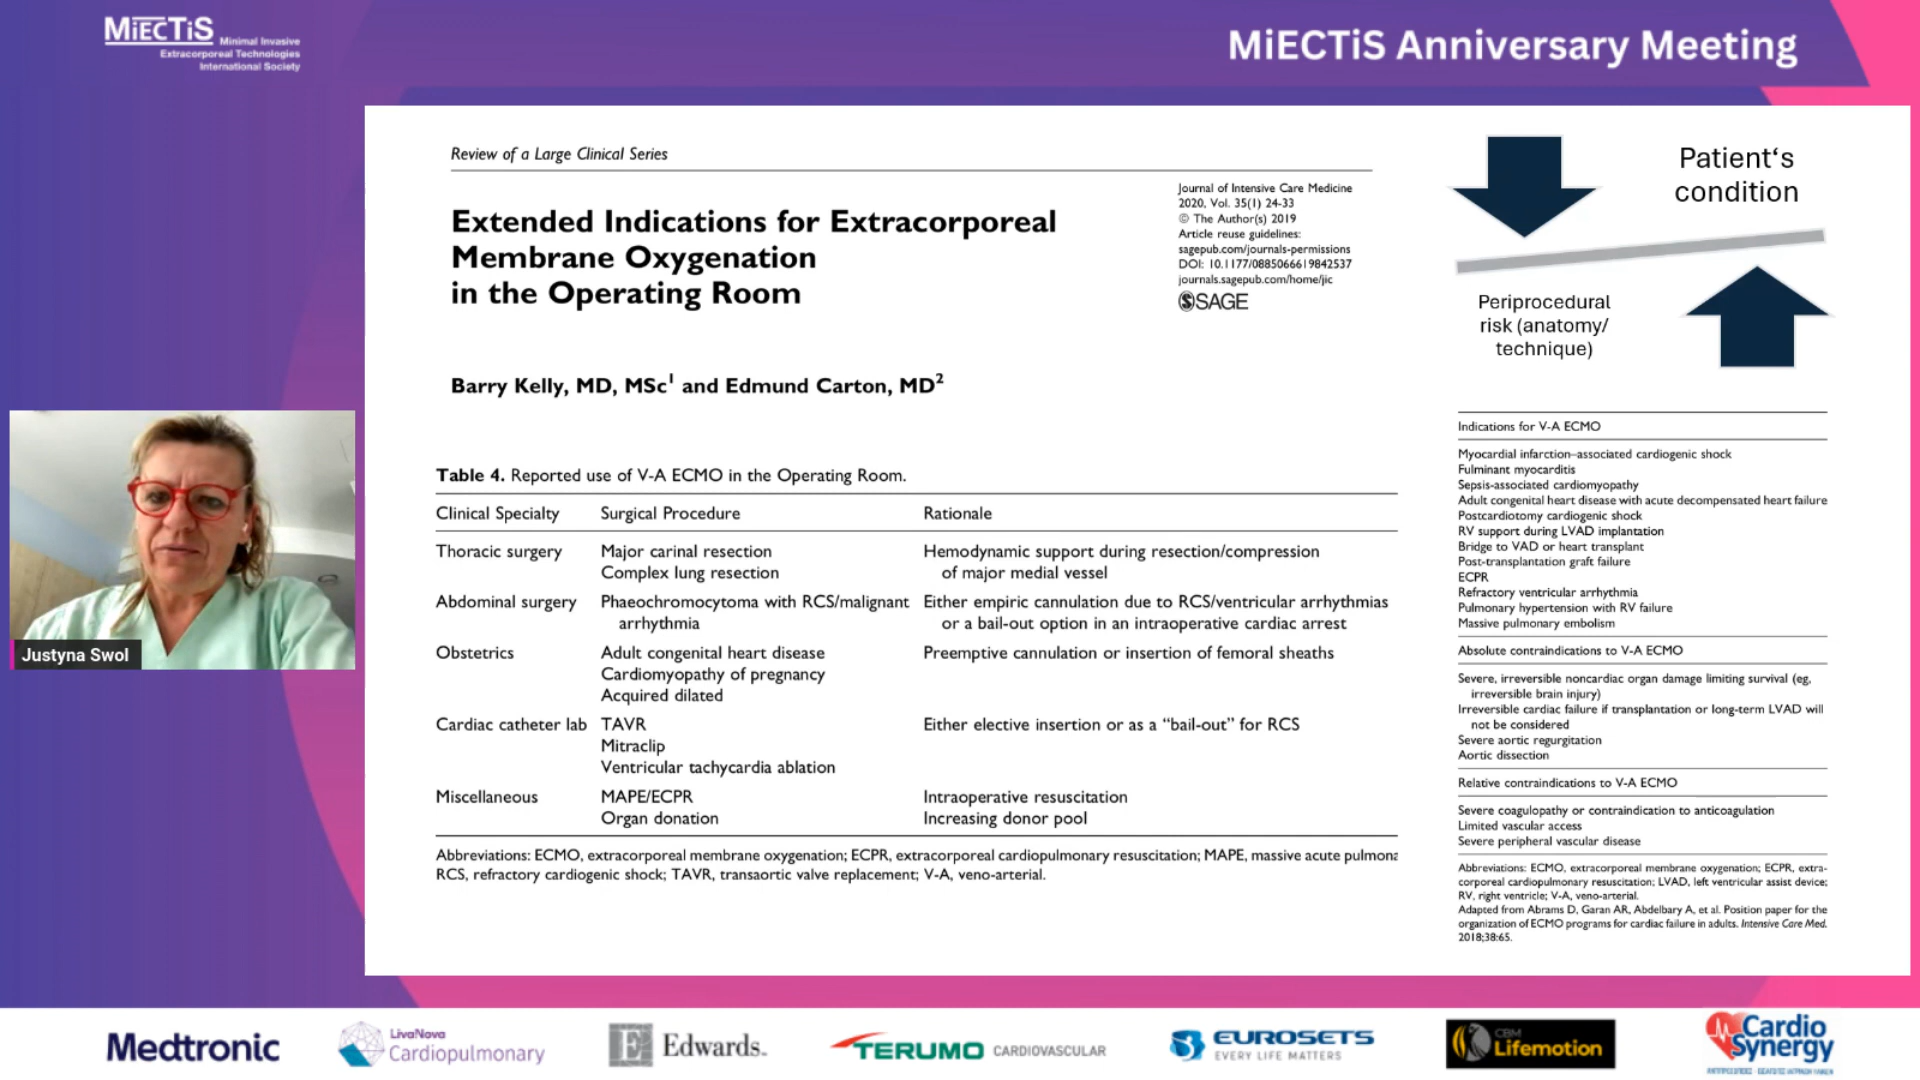 MiECTiS Minimal Invasive
Extracorporeal Technologies
International Society
MiECTiS Anniversary Meeting
Review of a Large Clinical Series
Extended Indications for Extracorporeal
Membrane Oxygenation
in the Operating Room
Journal of Intensive Care Medicine
2020, Vol. 35(1) 24-33
© The Author(s) 2019
Article reuse guidelines:
sagepub.com/journals-permissions
DOI: 10.1177/0885066619842537
journals.sagepub.com/home/jic
SAGE
Barry Kelly, MD, MSc1 and Edmund Carton, MD2
Patient‘s
condition
Periprocedural
risk (anatomy/
technique)
Table 4. Reported use of V-A ECMO in the Operating Room.
Clinical Specialty Surgical Procedure Rationale
Thoracic surgery Major carinal resection Hemodynamic support during resection/compression
Complex lung resection of major medial vessel
Abdominal surgery Phaeochromocytoma with RCS/malignant Either empiric cannulation due to RCS/ventricular arrhythmias
arrhythmia or a bail-out option in an intraoperative cardiac arrest
Obstetrics Adult congenital heart disease Preemptive cannulation or insertion of femoral sheaths
Cardiomyopathy of pregnancy
Acquired dilated
Cardiac catheter lab TAVR Either elective insertion or as a “bail-out” for RCS
Mitraclip
Ventricular tachycardia ablation
Miscellaneous MAPE/ECPR Intraoperative resuscitation
Organ donation Increasing donor pool
Abbreviations: ECMO, extracorporeal membrane oxygenation; ECPR, extracorporeal cardiopulmonary resuscitation; MAPE, massive acute pulmona
RCS, refractory cardiogenic shock; TAVR, transaortic valve replacement; V-A, veno-arterial.
Indications for V-A ECMO
Myocardial infarction–associated cardiogenic shock
Fulminant myocarditis
Sepsis-associated cardiomyopathy
Adult congenital heart disease with acute decompensated heart failure
Postcardiotomy cardiogenic shock
RV support during LVAD implantation
Bridge to VAD or heart transplant
Post-transplantation graft failure
ECPR
Refractory ventricular arrhythmia
Pulmonary hypertension with RV failure
Massive pulmonary embolism
Absolute contraindications to V-A ECMO
Severe, irreversible noncardiac organ damage limiting survival (eg,
irreversible brain injury)
Irreversible cardiac failure if transplantation or long-term LVAD will
not be considered
Severe aortic regurgitation
Aortic dissection
Relative contraindications to V-A ECMO
Severe coagulopathy or contraindication to anticoagulation
Limited vascular access
Severe peripheral vascular disease
Abbreviations: ECMO, extracorporeal membrane oxygenation; ECPR, extra-
corporeal cardiopulmonary resuscitation; LVAD, left ventricular assist device;
RV, right ventricle; V-A, veno-arterial.
Adapted from Abrams D, Garan AR, Abdelbary A, et al. Position paper for the
organization of ECMO programs for cardiac failure in adults. Intensive Care Med.
2018;38:65.
Justyna Swol
Medtronic
LivaNova
Cardiopulmonary
Edwards
TERUMO CARDIOVASCULAR
EUROSETS
EVERY LIFE MATTERS
CBM
Lifemotion
Cardio
Synergy